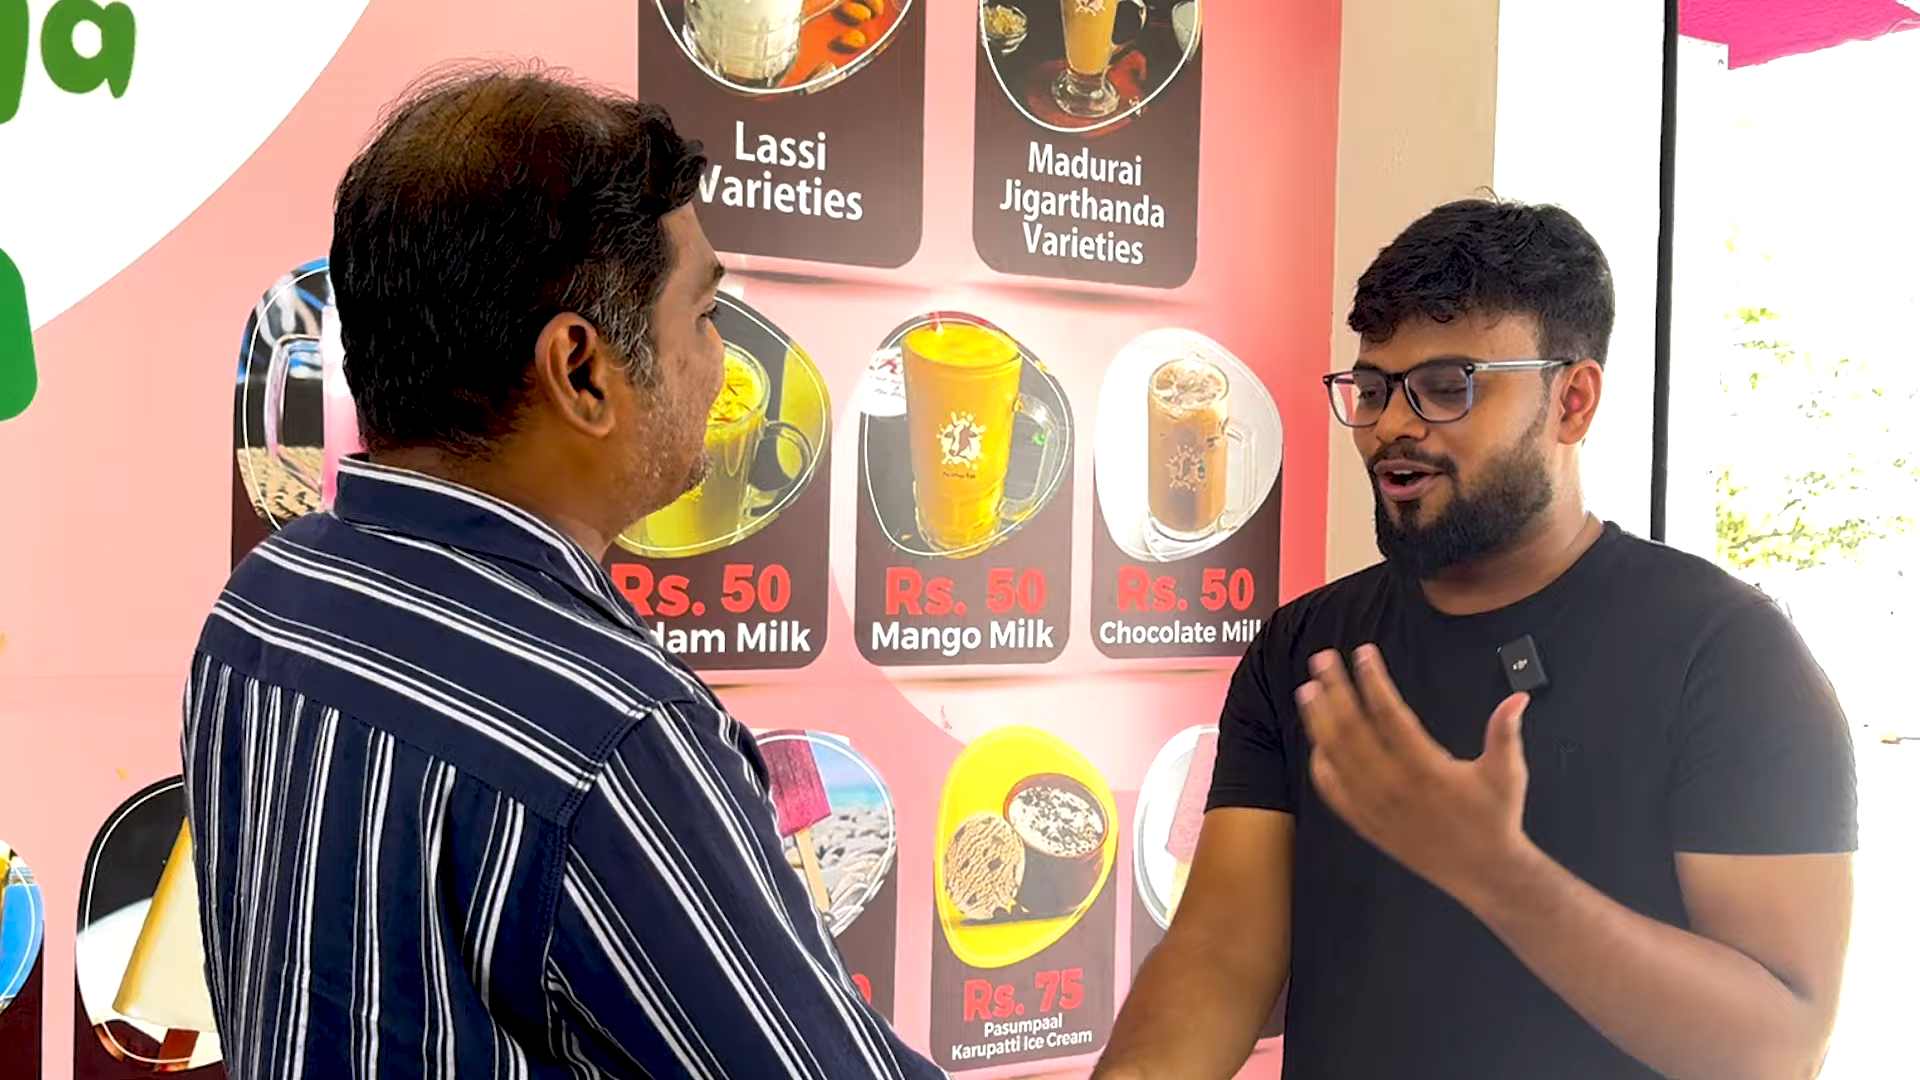 Lassi
Varieties
Madurai
Jigarthanda
Varieties
Rs. 50
dam Milk
Rs. 50
Mango Milk
Rs. 50
Chocolate Mil
Rs. 75
Pasumpaal
Karupatti Ice Cream